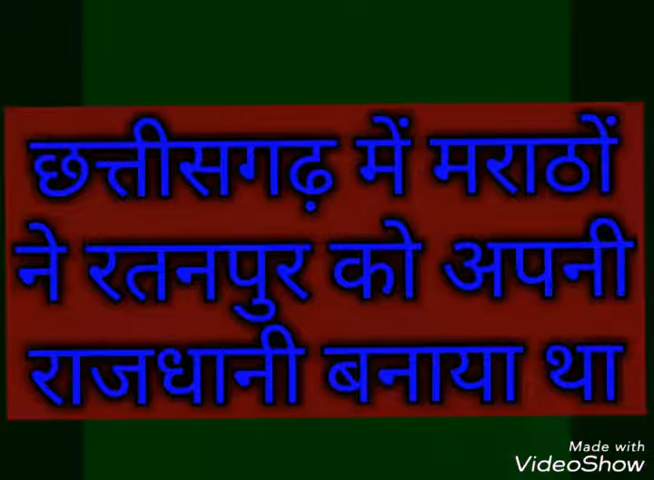 छत्तीसगढ़ में मराठों
ने रतनपुर को अपनी
राजधानी बनाया था
Made with
VideoShow